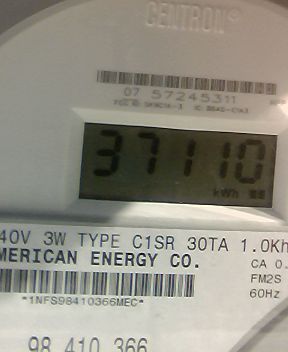 CENTRON®
07 57245311
37110
kWh
40V 3W TYPE C1SR 30TA 1.0Kh
MERICAN ENERGY CO.
CA 0.
FM2S
*1NFS98410366MEC*
60Hz
98 410 366